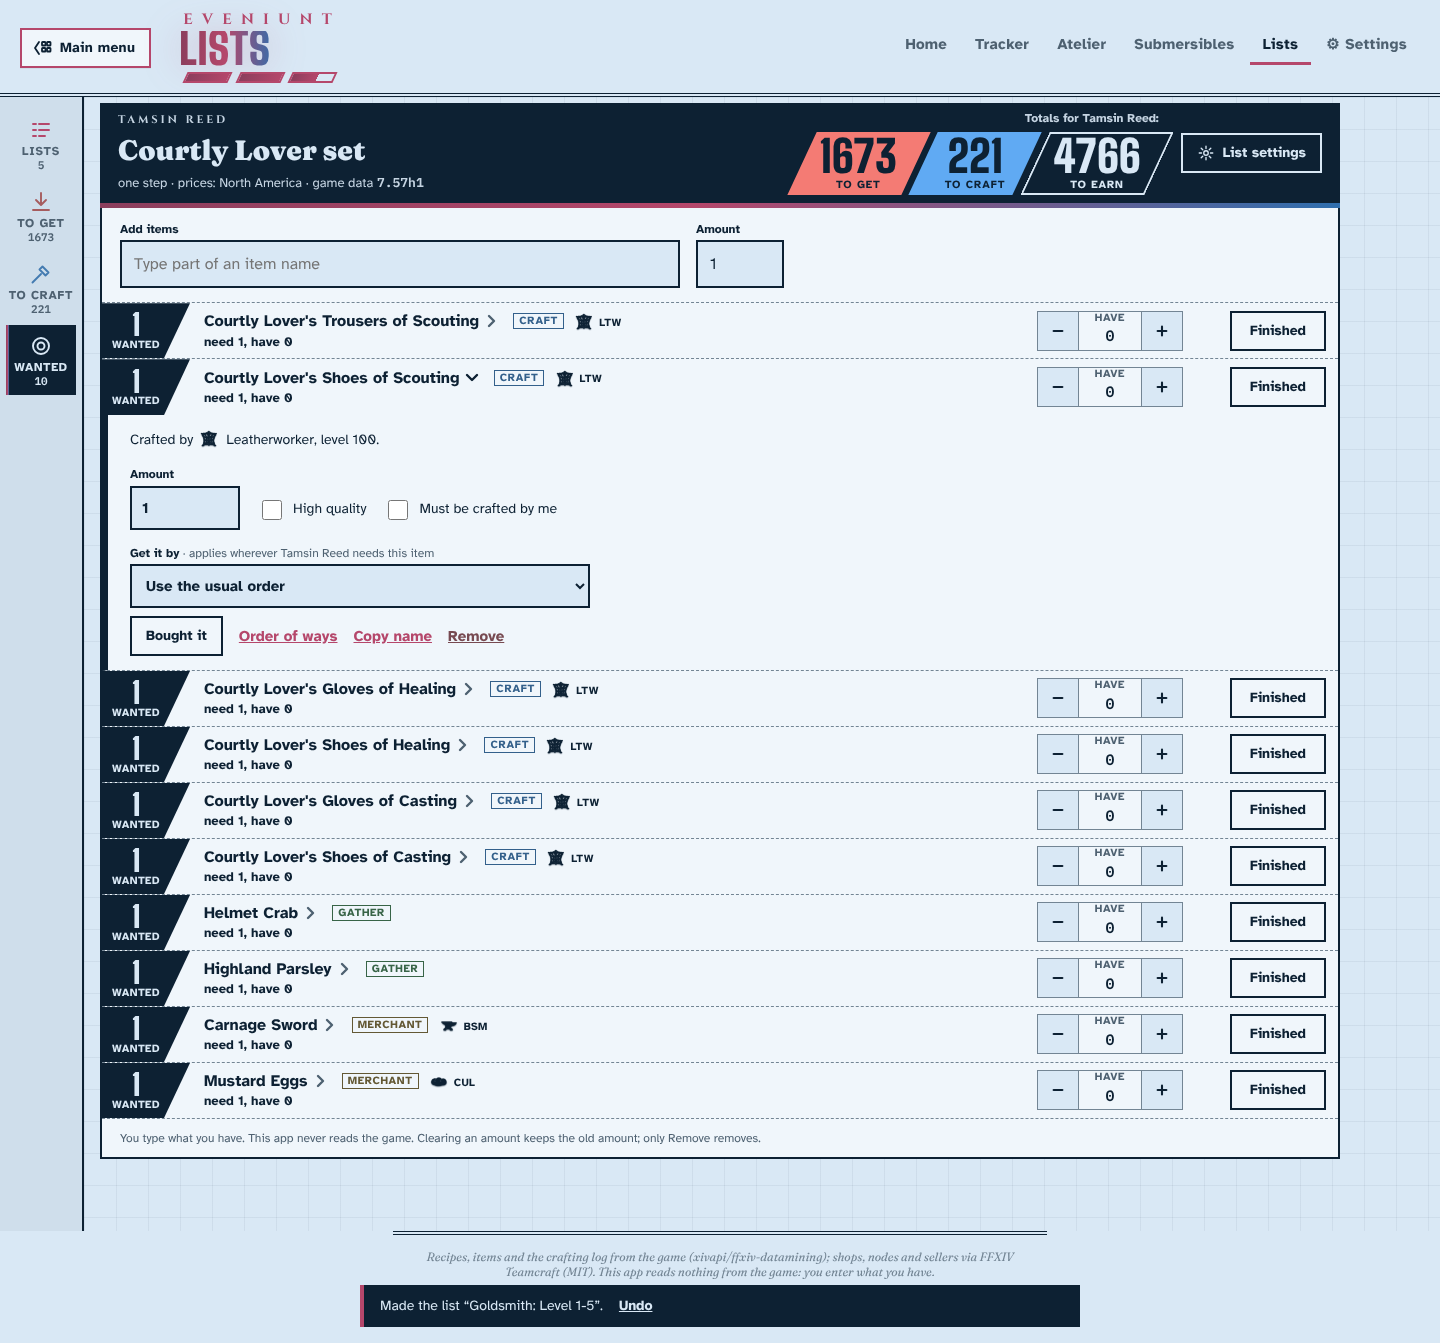 Main menu
EVENIUNT
LISTS
Home
Tracker
Atelier
Submersibles
Lists
⚙ Settings
LISTS
5
TO GET
1673
TO CRAFT
221
WANTED
10
TAMSIN REED
Courtly Lover set
one step · prices: North America · game data 7.57h1
Totals for Tamsin Reed:
1673
TO GET
221
TO CRAFT
4766
TO EARN
List settings
Add items
Type part of an item name
Amount
1
1
WANTED
Courtly Lover's Trousers of Scouting
CRAFT
LTW
need 1, have 0
−
HAVE
0
+
Finished
1
WANTED
Courtly Lover's Shoes of Scouting
CRAFT
LTW
need 1, have 0
−
HAVE
0
+
Finished
Crafted by Leatherworker, level 100.
Amount
1
High quality
Must be crafted by me
Get it by · applies wherever Tamsin Reed needs this item
Use the usual order
Bought it
Order of ways
Copy name
Remove
1
WANTED
Courtly Lover's Gloves of Healing
CRAFT
LTW
need 1, have 0
−
HAVE
0
+
Finished
1
WANTED
Courtly Lover's Shoes of Healing
CRAFT
LTW
need 1, have 0
−
HAVE
0
+
Finished
1
WANTED
Courtly Lover's Gloves of Casting
CRAFT
LTW
need 1, have 0
−
HAVE
0
+
Finished
1
WANTED
Courtly Lover's Shoes of Casting
CRAFT
LTW
need 1, have 0
−
HAVE
0
+
Finished
1
WANTED
Helmet Crab
GATHER
need 1, have 0
−
HAVE
0
+
Finished
1
WANTED
Highland Parsley
GATHER
need 1, have 0
−
HAVE
0
+
Finished
1
WANTED
Carnage Sword
MERCHANT
BSM
need 1, have 0
−
HAVE
0
+
Finished
1
WANTED
Mustard Eggs
MERCHANT
CUL
need 1, have 0
−
HAVE
0
+
Finished
You type what you have. This app never reads the game. Clearing an amount keeps the old amount; only Remove removes.
Recipes, items and the crafting log from the game (xivapi/ffxiv-datamining); shops, nodes and sellers via FFXIV
Teamcraft (MIT). This app reads nothing from the game: you enter what you have.
Made the list “Goldsmith: Level 1-5”.
Undo